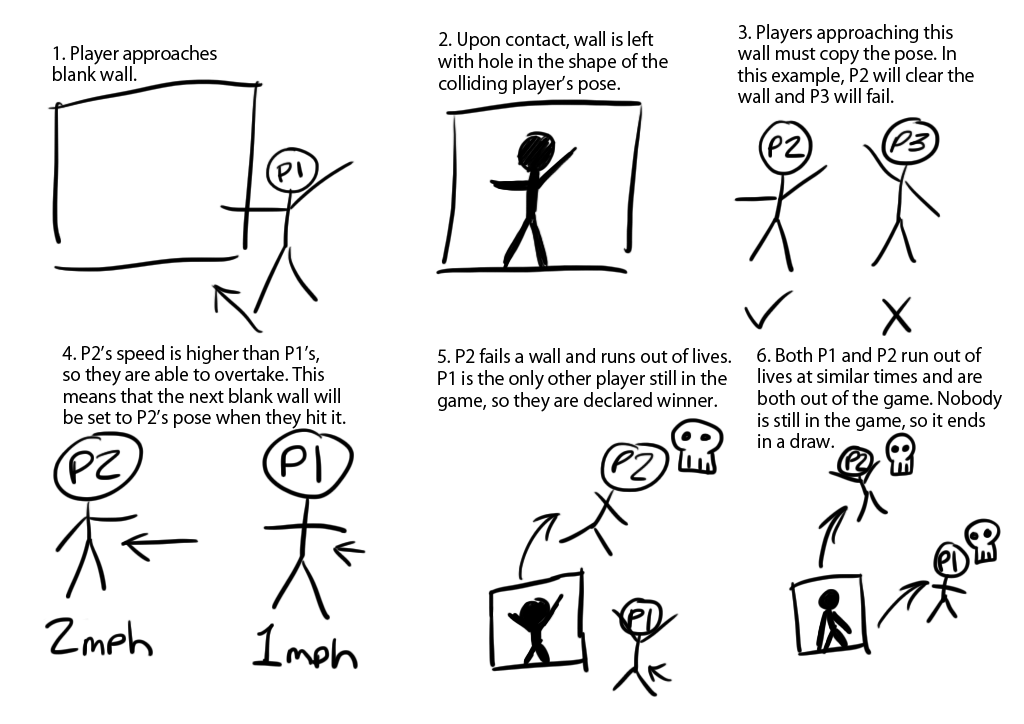 1. Player approaches
blank wall.
P1
2. Upon contact, wall is left
with hole in the shape of the
colliding player's pose.
3. Players approaching this
wall must copy the pose. In
this example, P2 will clear the
wall and P3 will fail.
P2
P3
4. P2's speed is higher than P1's,
so they are able to overtake. This
means that the next blank wall will
be set to P2's pose when they hit it.
P2
P1
2mph
1mph
5. P2 fails a wall and runs out of lives.
P1 is the only other player still in the
game, so they are declared winner.
P2
P1
6. Both P1 and P2 run out of
lives at similar times and are
both out of the game. Nobody
is still in the game, so it ends
in a draw.
P2
P1